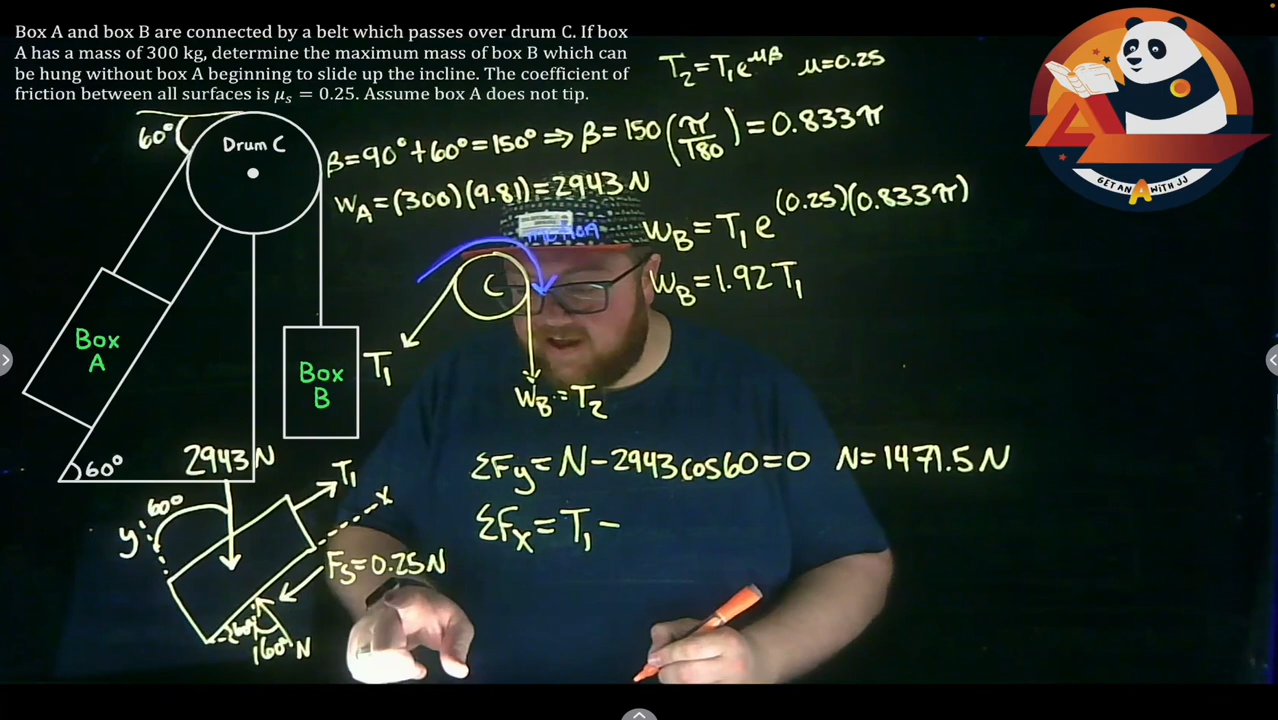 Box A and box B are connected by a belt which passes over drum C. If box
A has a mass of 300 kg, determine the maximum mass of box B which can
be hung without box A beginning to slide up the incline. The coefficient of
friction between all surfaces is μₛ = 0.25. Assume box A does not tip.
T₂=T₁e^μβ μ=0.25
60°
Drum C
β=90°+60°=150° ⇒ β=150(π/180)=0.833π
W_A=(300)(9.81)=2943 N
W_B=T₁e^(0.25)(0.833π)
W_B=1.92T₁
MOTION
C
T₁
W_B=T₂
Box
A
Box
B
60°
2943 N
T₁
x
y
60°
Fₛ=0.25N
60°
60°
N
ΣFy=N-2943cos60=0 N=1471.5N
ΣFx=T₁-
GET AN A WITH JJ